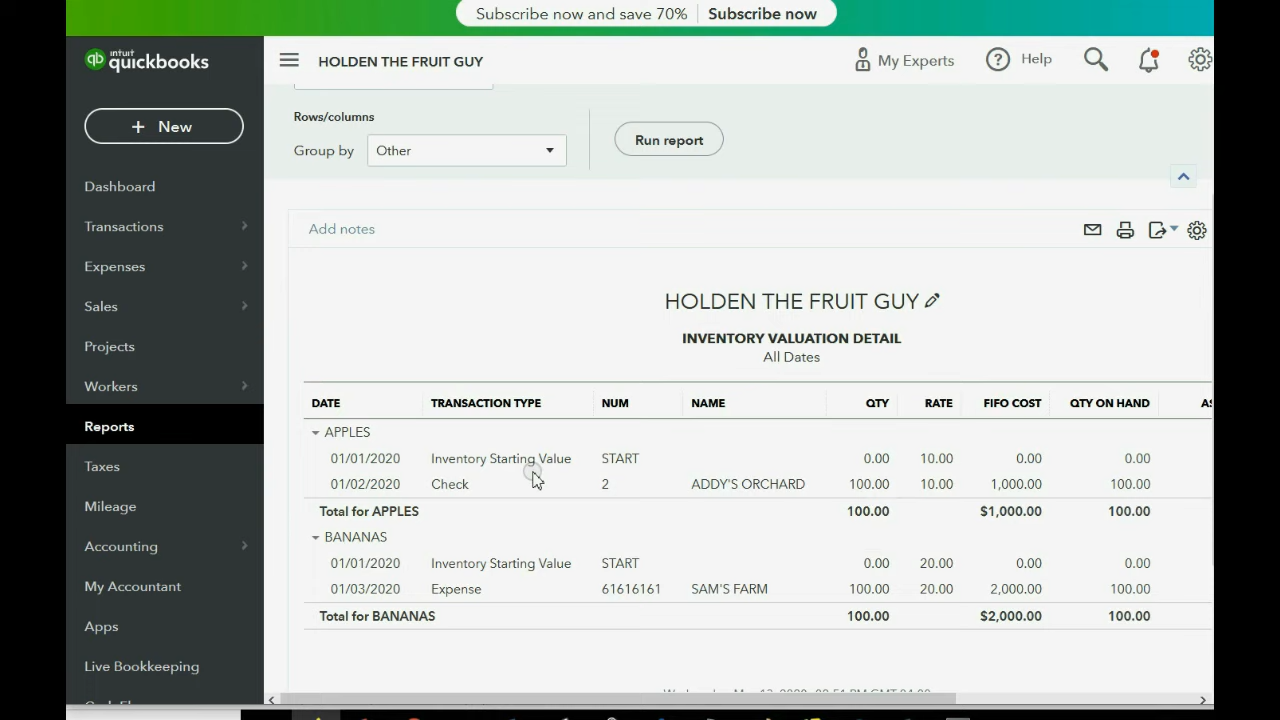 Subscribe now and save 70% Subscribe now
intuit
quickbooks
HOLDEN THE FRUIT GUY
My Experts
Help
+ New
Rows/columns
Group by Other
Run report
Dashboard
Transactions
Expenses
Sales
Projects
Workers
Reports
Taxes
Mileage
Accounting
My Accountant
Apps
Live Bookkeeping
Add notes
HOLDEN THE FRUIT GUY
INVENTORY VALUATION DETAIL
All Dates
DATE TRANSACTION TYPE NUM NAME QTY RATE FIFO COST QTY ON HAND
APPLES
01/01/2020 Inventory Starting Value START 0.00 10.00 0.00 0.00
01/02/2020 Check 2 ADDY'S ORCHARD 100.00 10.00 1,000.00 100.00
Total for APPLES 100.00 $1,000.00 100.00
BANANAS
01/01/2020 Inventory Starting Value START 0.00 20.00 0.00 0.00
01/03/2020 Expense 61616161 SAM'S FARM 100.00 20.00 2,000.00 100.00
Total for BANANAS 100.00 $2,000.00 100.00